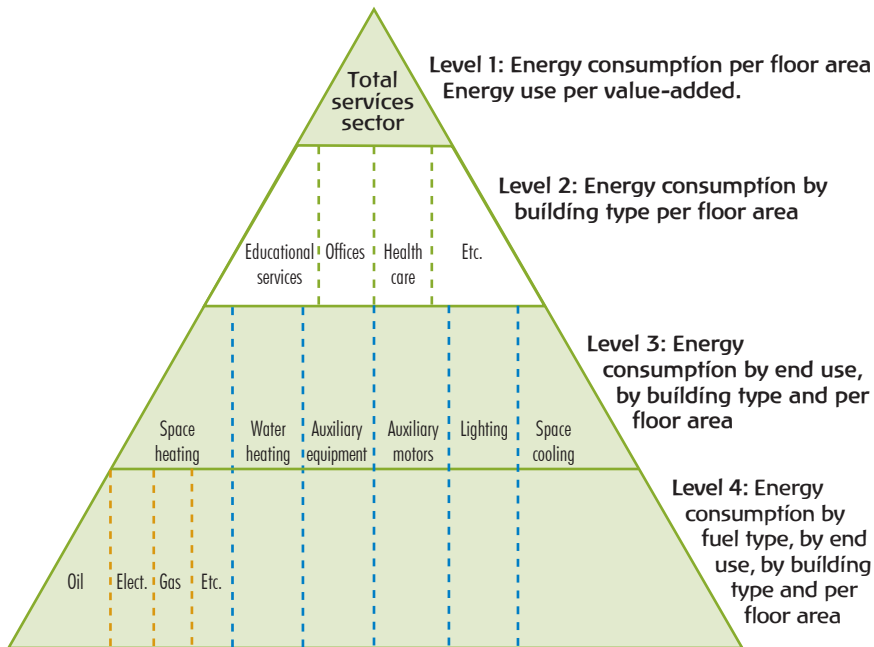 Total
services
sector
Level 1: Energy consumption per floor area
Energy use per value-added.
Level 2: Energy consumption by
building type per floor area
Educational
services
Offices
Health
care
Etc.
Level 3: Energy
consumption by end use,
by building type and per
floor area
Space
heating
Water
heating
Auxiliary
equipment
Auxiliary
motors
Lighting
Space
cooling
Level 4: Energy
consumption by
fuel type, by end
use, by building
type and per
floor area
Oil
Elect.
Gas
Etc.